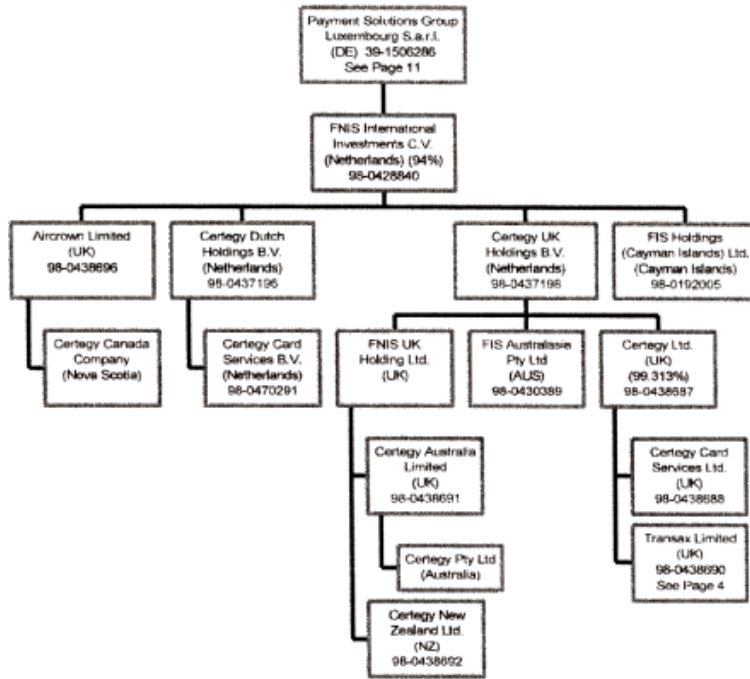 Payment Solutions Group
Luxembourg S.a.r.l.
(DE) 39-1506286
See Page 11
FNIS International
Investments C.V.
(Netherlands) (94%)
98-0428840
Aircrown Limited
(UK)
98-0438696
Certegy Dutch
Holdings B.V.
(Netherlands)
98-0437196
Certegy UK
Holdings B.V.
(Netherlands)
98-0437198
FIS Holdings
(Cayman Islands) Ltd.
(Cayman Islands)
98-0192005
Certegy Canada
Company
(Nova Scotia)
Certegy Card
Services B.V.
(Netherlands)
98-0470291
FNIS UK
Holding Ltd.
(UK)
FIS Australasia
Pty Ltd
(AUS)
98-0430389
Certegy Ltd.
(UK)
(99.313%)
98-0438687
Certegy Australia
Limited
(UK)
98-0438691
Certegy Card
Services Ltd.
(UK)
98-0438688
Certegy Pty Ltd
(Australia)
Transax Limited
(UK)
98-0438690
See Page 4
Certegy New
Zealand Ltd.
(NZ)
98-0438692